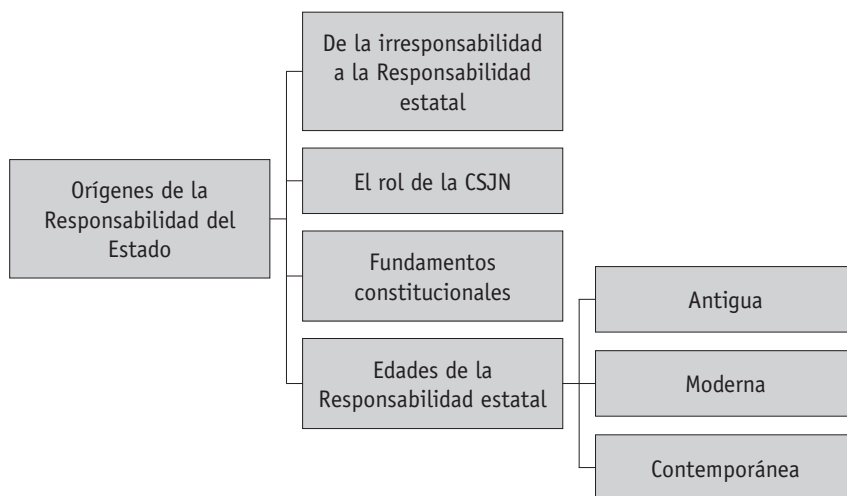 De la irresponsabilidad
a la Responsabilidad
estatal
Orígenes de la
Responsabilidad del
Estado
El rol de la CSJN
Fundamentos
constitucionales
Edades de la
Responsabilidad estatal
Antigua
Moderna
Contemporánea